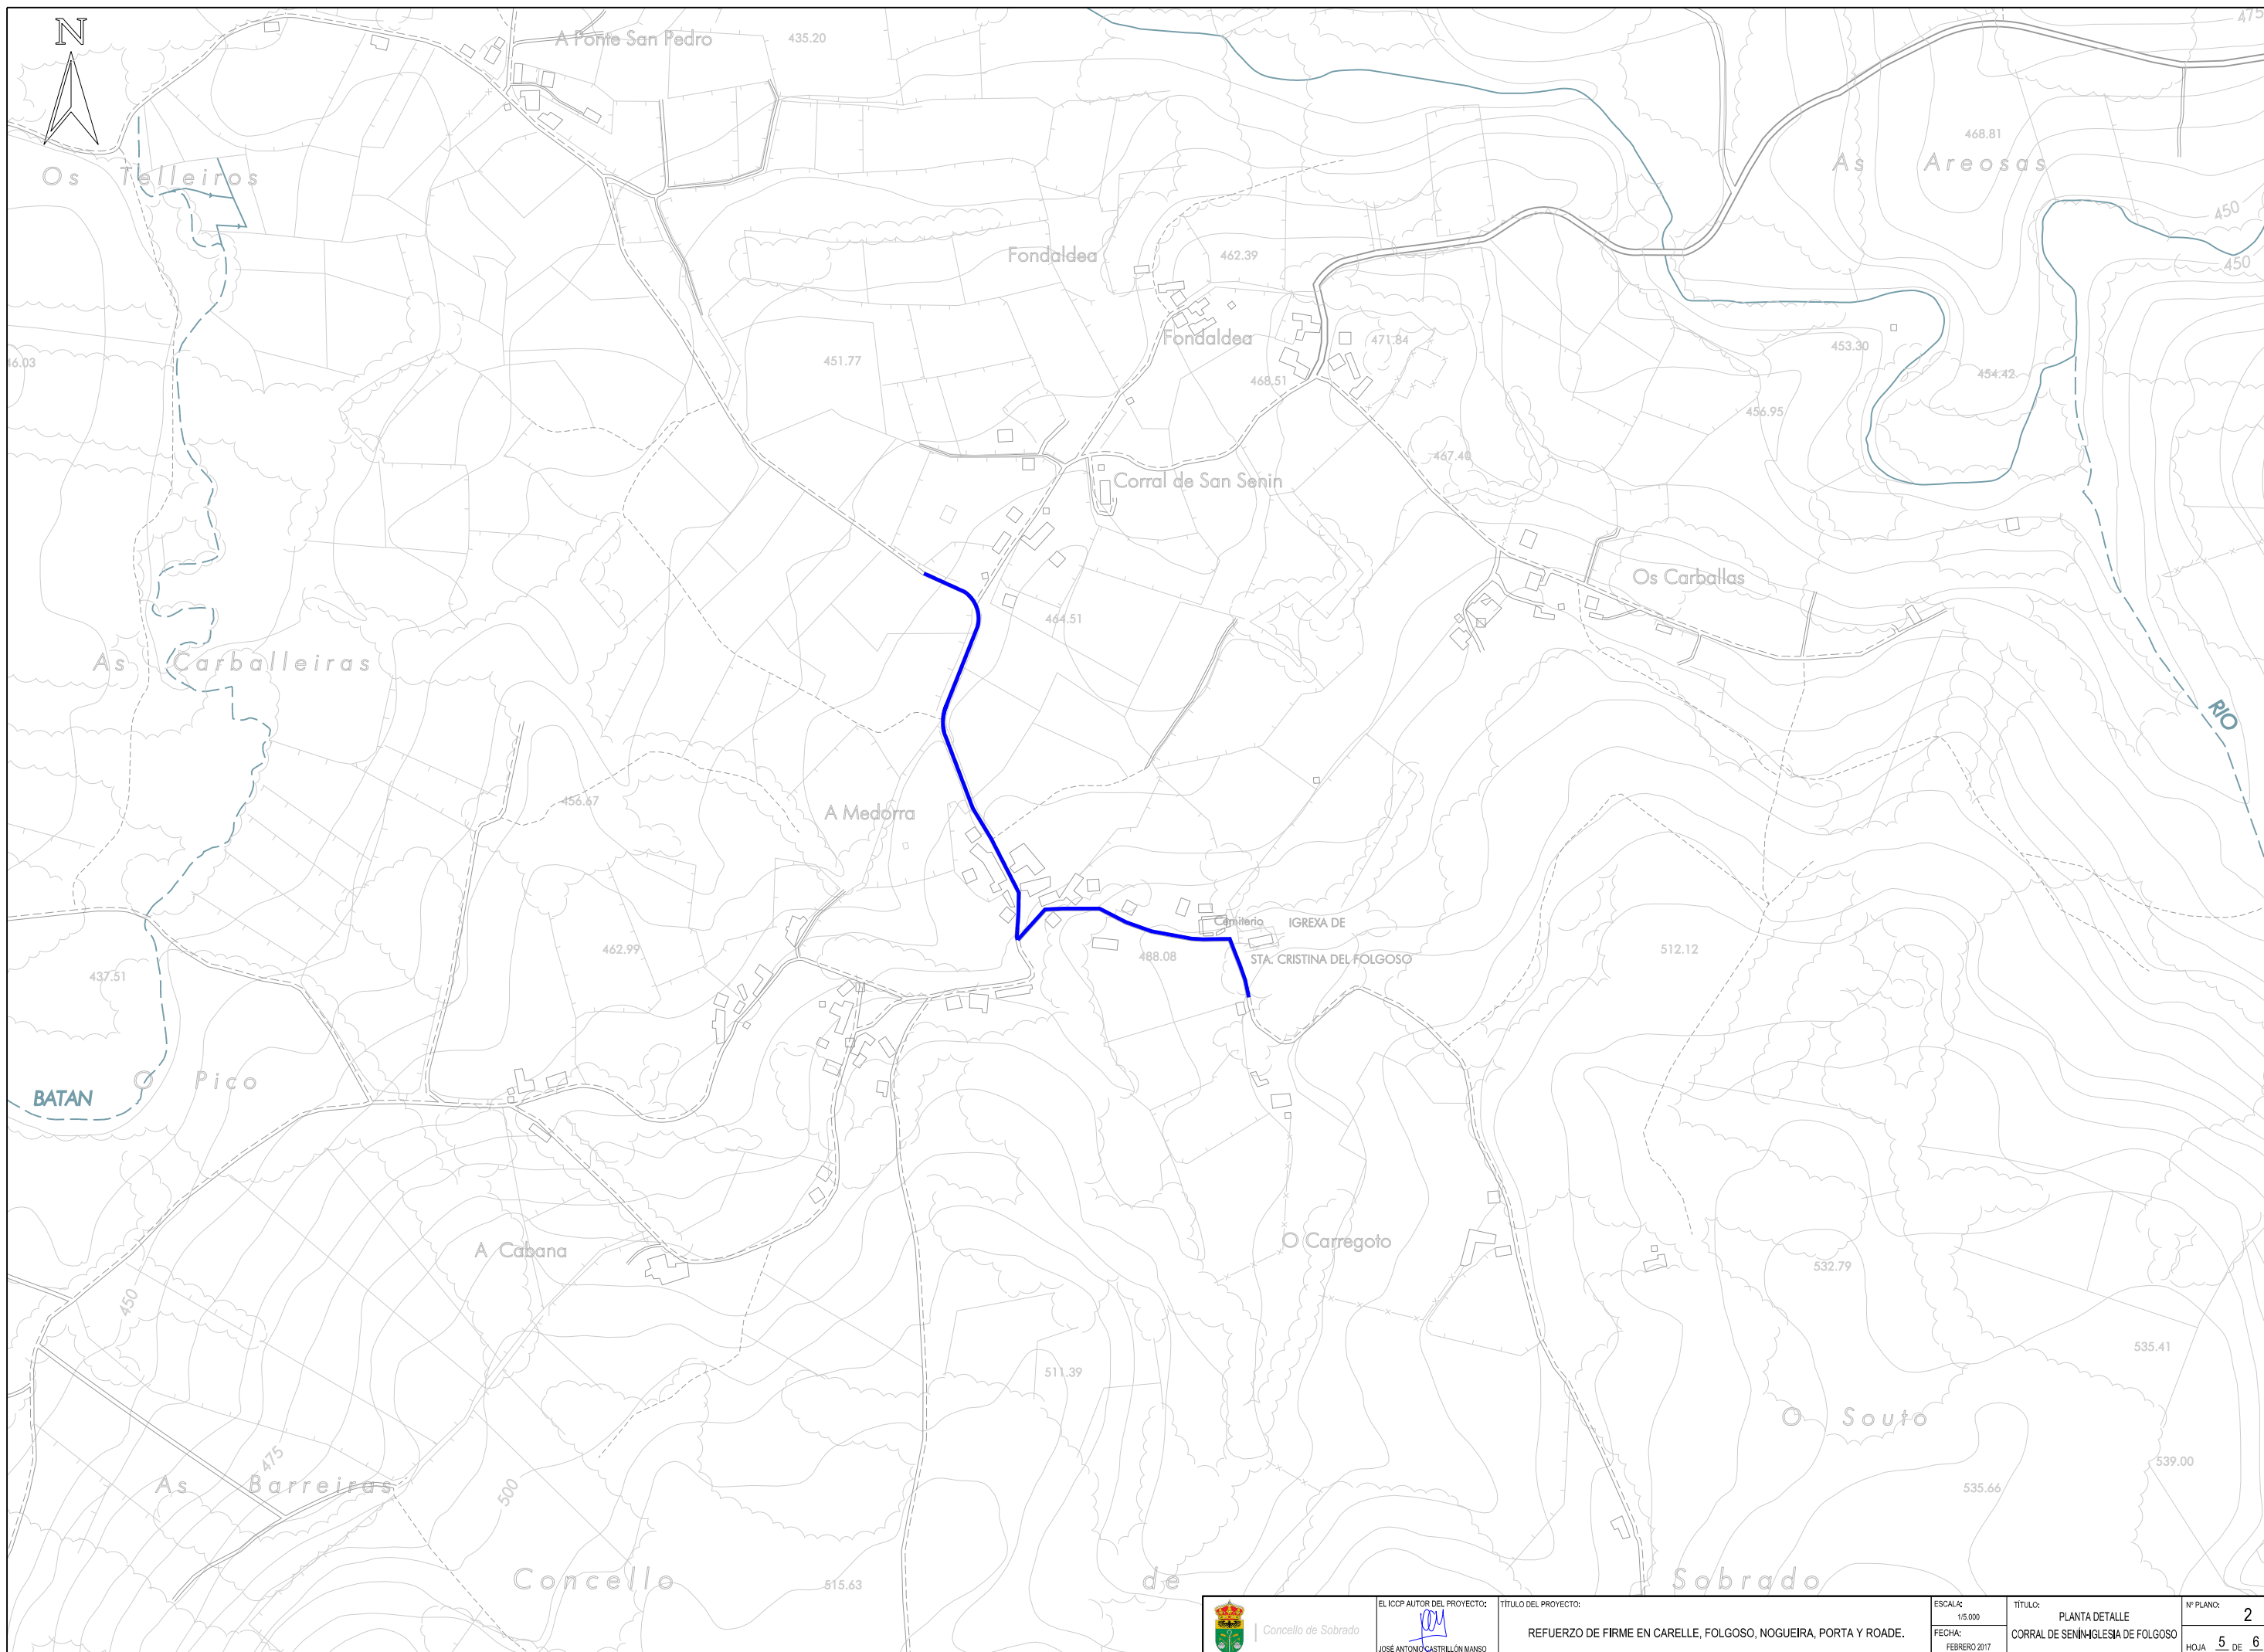 N
475
A Fonte San Pedro
435.20
468.81
As Areosas
Os Telleiros
450
Fondaldea
462.39
450
Fondaldea
471.84
453.30
451.77
46.03
468.51
454.42
456.95
467.40
Corral de San Senin
Os Carballas
464.51
As Carballeiras
RIO
456.67
A Medorra
Cemiterio
IGREXA DE
462.99
488.08
STA. CRISTINA DEL FOLGOSO
512.12
437.51
O Pico
BATAN
A Cabana
O Carregoto
532.79
450
535.41
511.39
O Souto
475
539.00
As Barreiras
500
535.66
Concello de Sobrado
515.63
Concello de Sobrado
EL ICCP AUTOR DEL PROYECTO:
JOSÉ ANTONIO CASTRILLÓN MANSO
TÍTULO DEL PROYECTO:
REFUERZO DE FIRME EN CARELLE, FOLGOSO, NOGUEIRA, PORTA Y ROADE.
ESCALA:
1/5.000
FECHA:
FEBRERO 2017
TÍTULO:
PLANTA DETALLE
CORRAL DE SENÍN-IGLESIA DE FOLGOSO
Nº PLANO: 2
HOJA 5 DE 6